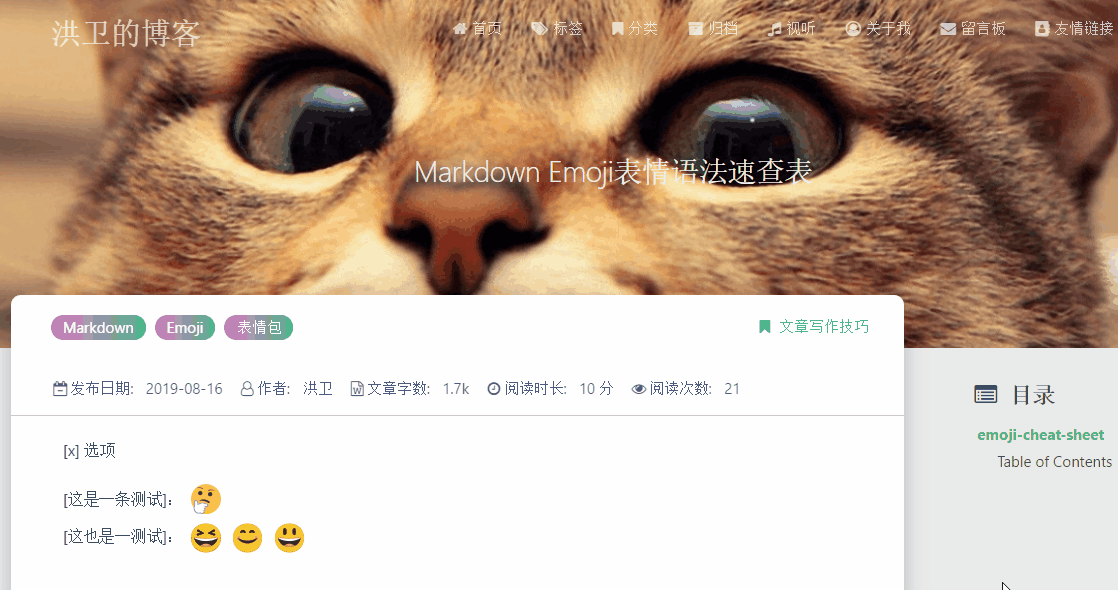 洪卫的博客 首页 标签 分类 归档 视听 关于我 留言板 友情链接
Markdown Emoji表情语法速查表
Markdown Emoji 表情包 文章写作技巧
发布日期: 2019-08-16 作者: 洪卫 文章字数: 1.7k 阅读时长: 10 分 阅读次数: 21
目录
emoji-cheat-sheet
Table of Contents
[x] 选项
[这是一条测试]： 🤔
[这也是一测试]： 😆 😊 😃